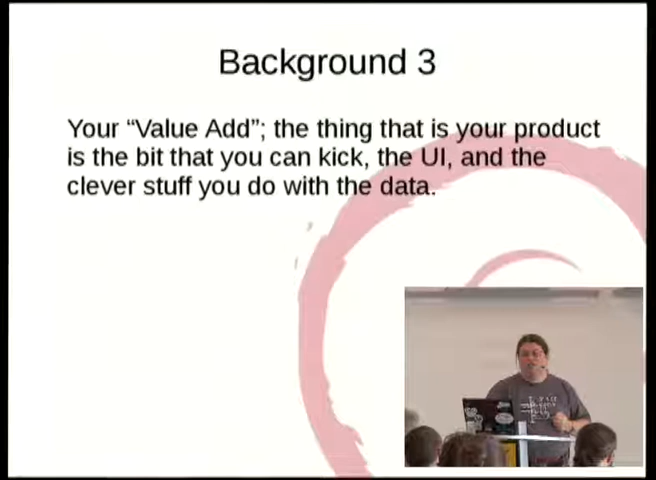 Background 3
Your “Value Add”; the thing that is your product
is the bit that you can kick, the UI, and the
clever stuff you do with the data.